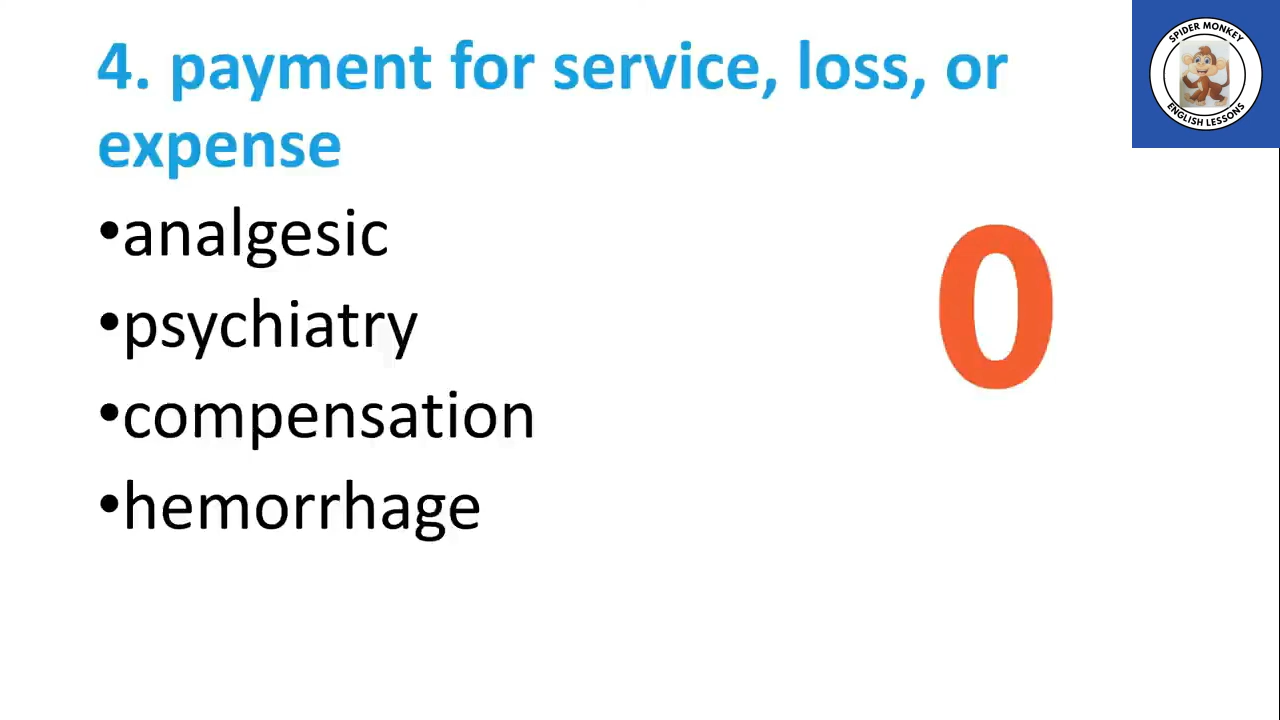 4. payment for service, loss, or
expense
•analgesic
•psychiatry
•compensation
•hemorrhage
0
SPIDER MONKEY
ENGLISH LESSONS